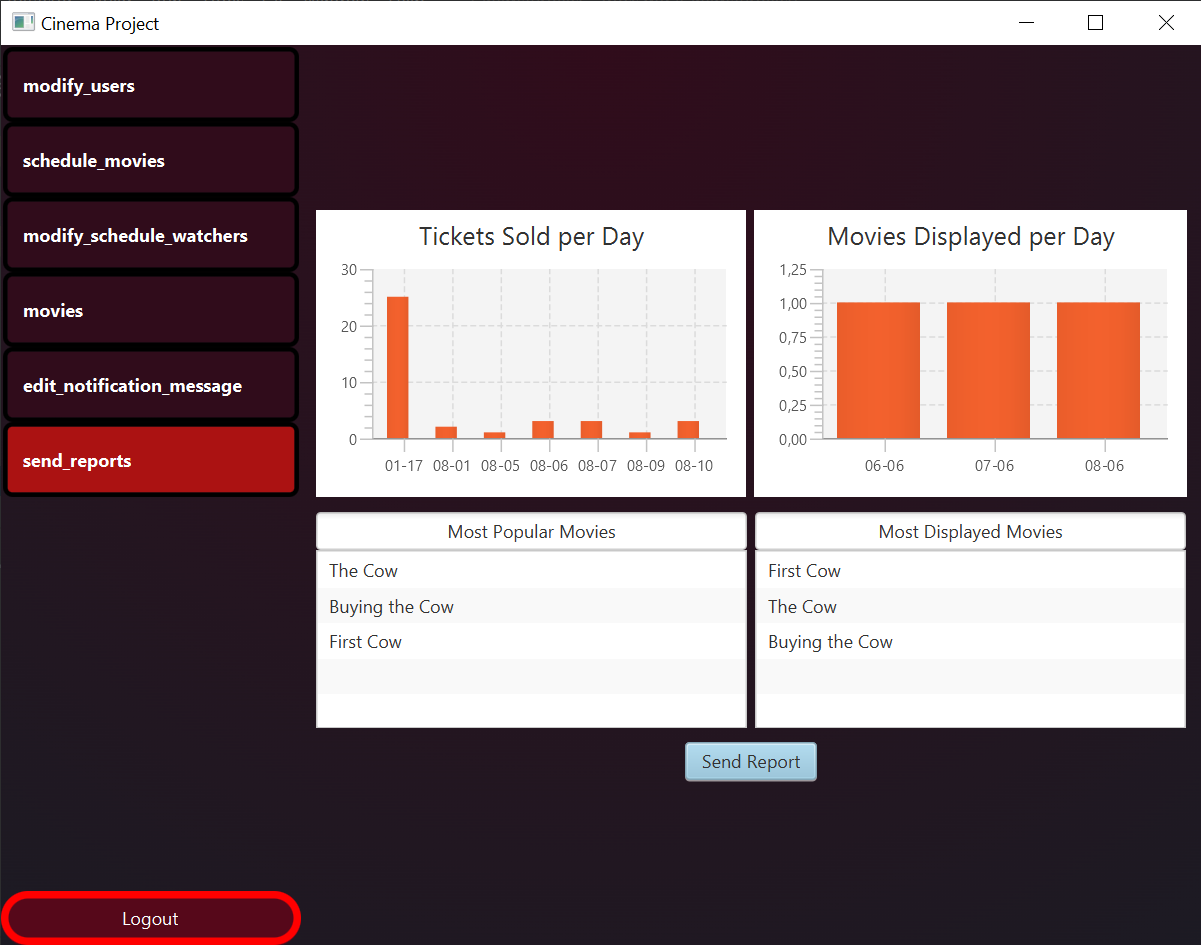 Cinema Project
modify_users
schedule_movies
modify_schedule_watchers
movies
edit_notification_message
send_reports
Logout
Tickets Sold per Day
30
20
10
0
01-17 08-01 08-05 08-06 08-07 08-09 08-10
Movies Displayed per Day
1,25
1,00
0,75
0,50
0,25
0,00
06-06 07-06 08-06
Most Popular Movies
The Cow
Buying the Cow
First Cow
Most Displayed Movies
First Cow
The Cow
Buying the Cow
Send Report